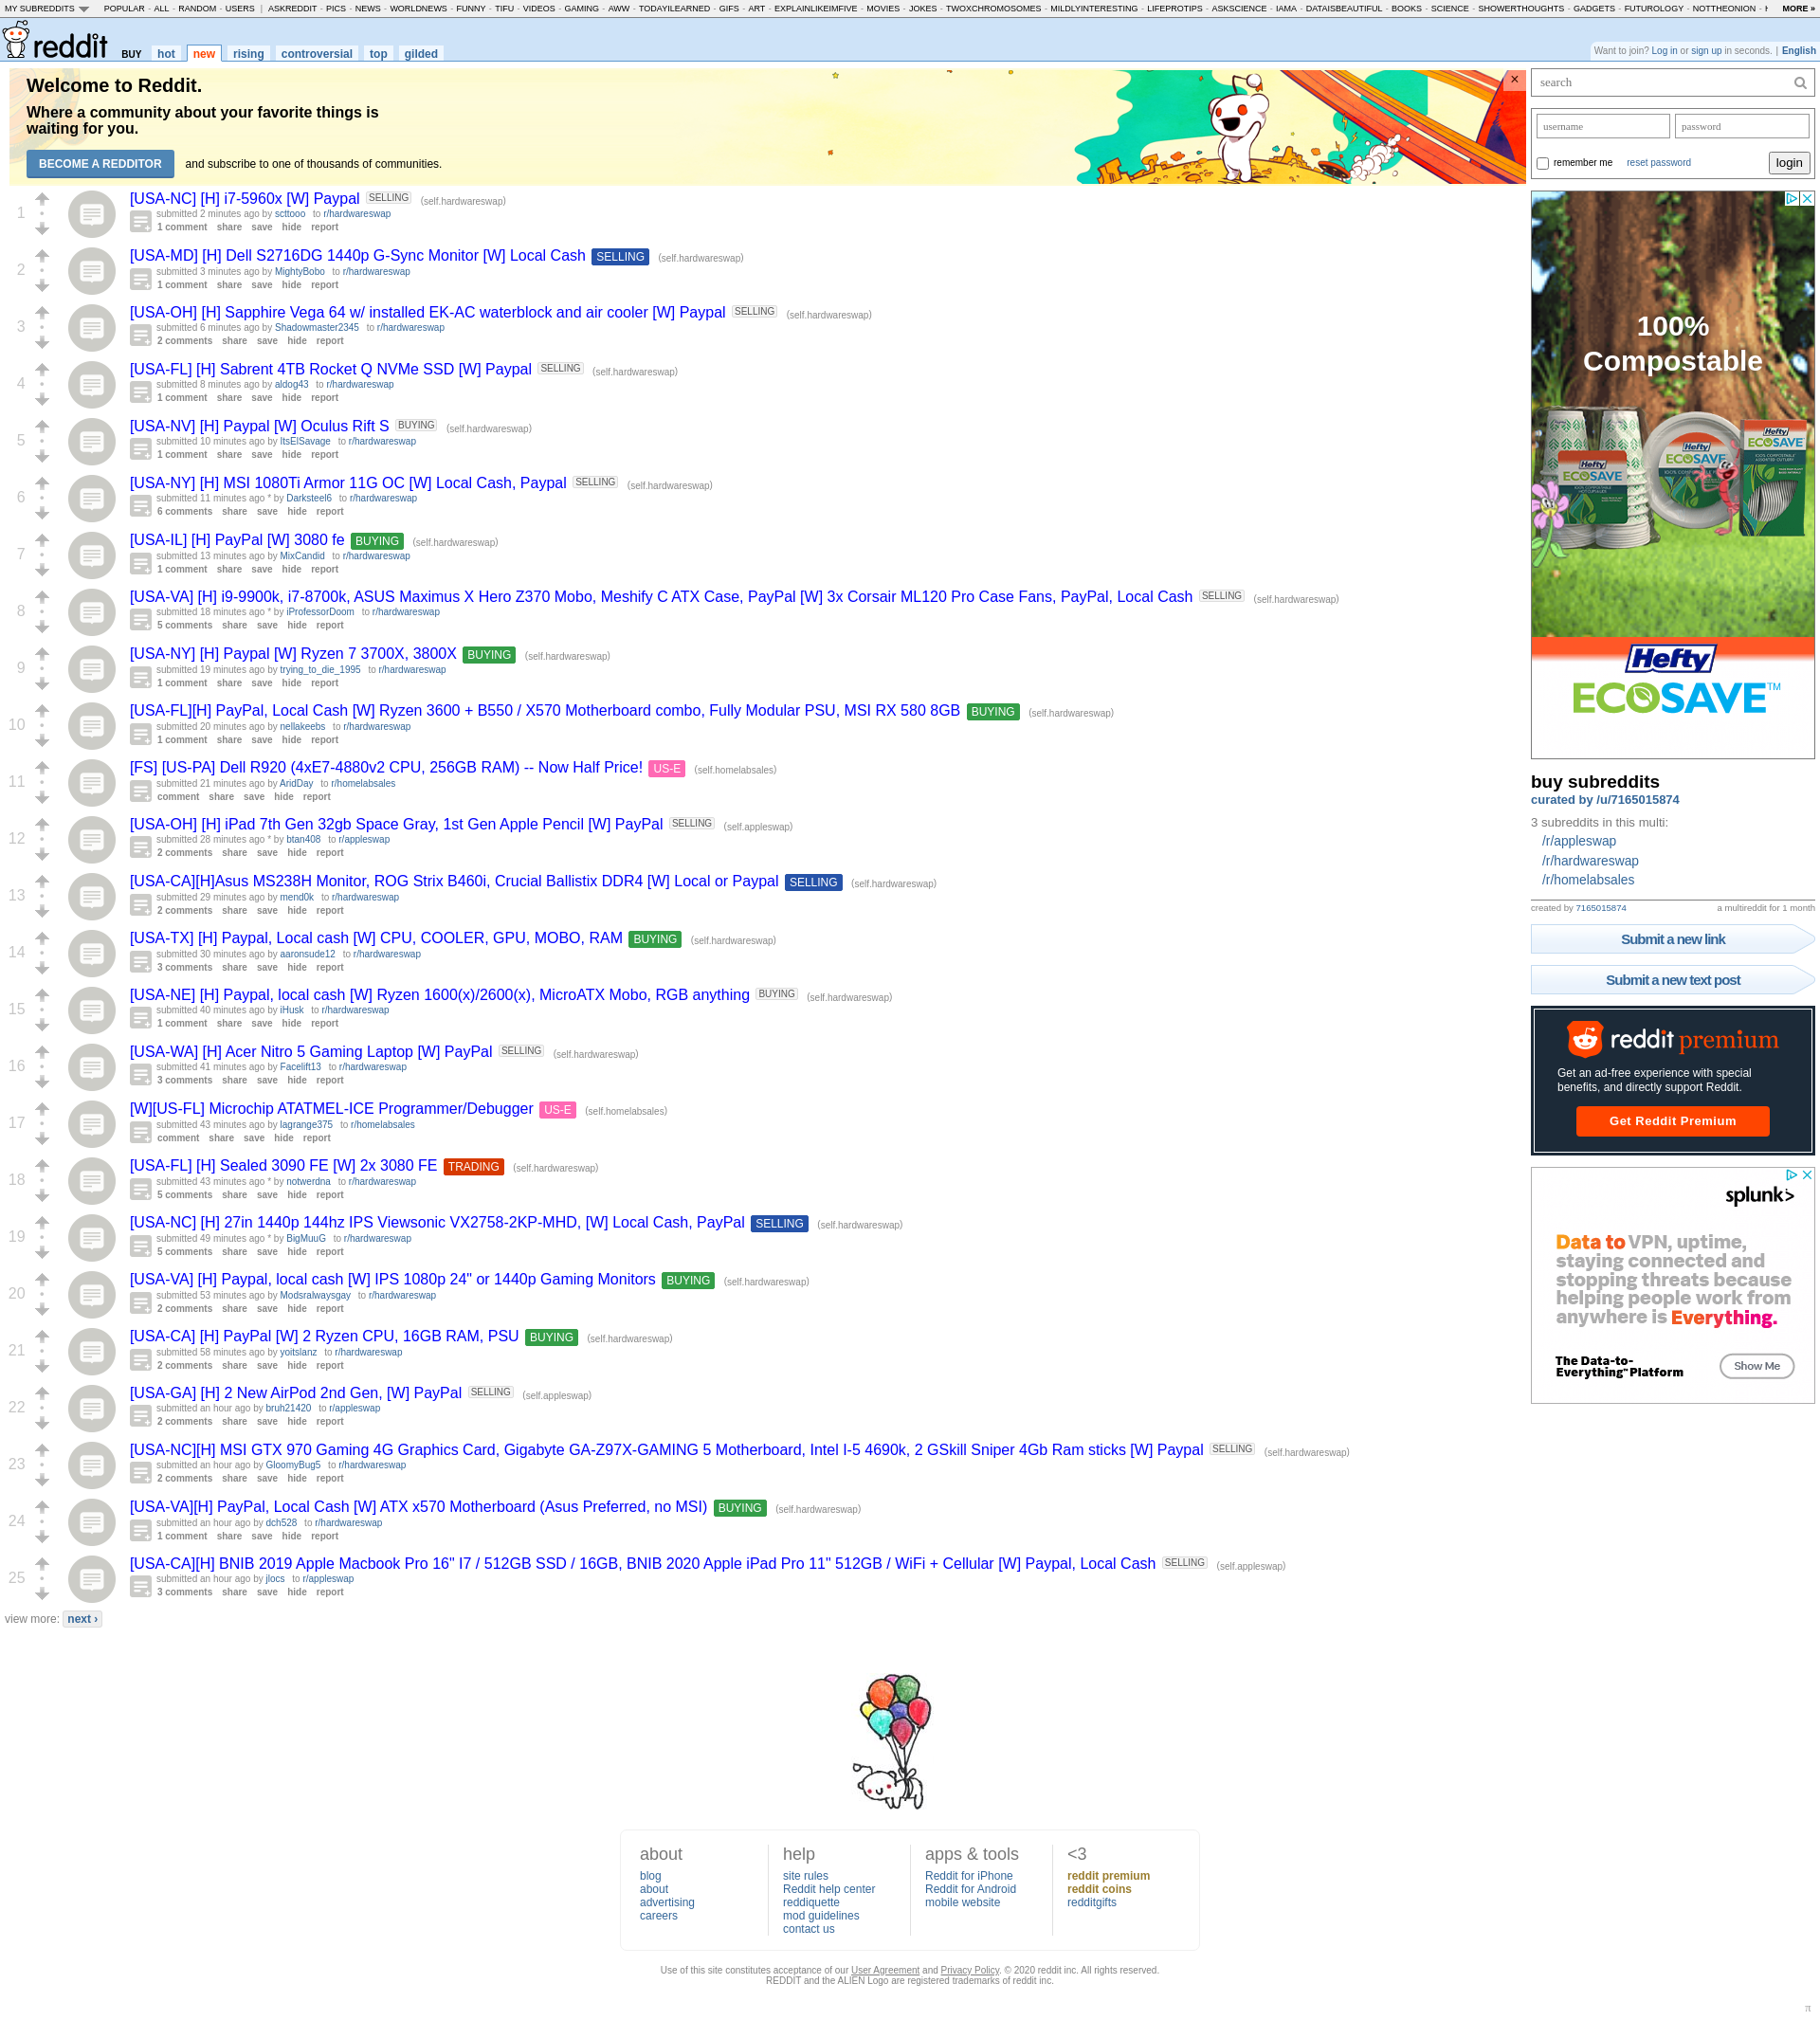 MY SUBREDDITS POPULAR - ALL - RANDOM - USERS | ASKREDDIT - PICS - NEWS - WORLDNEWS - FUNNY - TIFU - VIDEOS - GAMING - AWW - TODAYILEARNED - GIFS - ART - EXPLAINLIKEIMFIVE - MOVIES - JOKES - TWOXCHROMOSOMES - MILDLYINTERESTING - LIFEPROTIPS - ASKSCIENCE - IAMA - DATAISBEAUTIFUL - BOOKS - SCIENCE - SHOWERTHOUGHTS - GADGETS - FUTUROLOGY - NOTTHEONION - MORE »
reddit BUY hot new rising controversial top gilded
Want to join? Log in or sign up in seconds. | English
Welcome to Reddit.
Where a community about your favorite things is
waiting for you.
BECOME A REDDITOR and subscribe to one of thousands of communities.
1
[USA-NC] [H] i7-5960x [W] Paypal SELLING (self.hardwareswap)
submitted 2 minutes ago by scttooo to r/hardwareswap
1 comment share save hide report
2
[USA-MD] [H] Dell S2716DG 1440p G-Sync Monitor [W] Local Cash SELLING (self.hardwareswap)
submitted 3 minutes ago by MightyBobo to r/hardwareswap
1 comment share save hide report
3
[USA-OH] [H] Sapphire Vega 64 w/ installed EK-AC waterblock and air cooler [W] Paypal SELLING (self.hardwareswap)
submitted 6 minutes ago by Shadowmaster2345 to r/hardwareswap
2 comments share save hide report
4
[USA-FL] [H] Sabrent 4TB Rocket Q NVMe SSD [W] Paypal SELLING (self.hardwareswap)
submitted 8 minutes ago by aldog43 to r/hardwareswap
1 comment share save hide report
5
[USA-NV] [H] Paypal [W] Oculus Rift S BUYING (self.hardwareswap)
submitted 10 minutes ago by ItsElSavage to r/hardwareswap
1 comment share save hide report
6
[USA-NY] [H] MSI 1080Ti Armor 11G OC [W] Local Cash, Paypal SELLING (self.hardwareswap)
submitted 11 minutes ago * by Darksteel6 to r/hardwareswap
6 comments share save hide report
7
[USA-IL] [H] PayPal [W] 3080 fe BUYING (self.hardwareswap)
submitted 13 minutes ago by MixCandid to r/hardwareswap
1 comment share save hide report
8
[USA-VA] [H] i9-9900k, i7-8700k, ASUS Maximus X Hero Z370 Mobo, Meshify C ATX Case, PayPal [W] 3x Corsair ML120 Pro Case Fans, PayPal, Local Cash SELLING (self.hardwareswap)
submitted 18 minutes ago * by iProfessorDoom to r/hardwareswap
5 comments share save hide report
9
[USA-NY] [H] Paypal [W] Ryzen 7 3700X, 3800X BUYING (self.hardwareswap)
submitted 19 minutes ago by trying_to_die_1995 to r/hardwareswap
1 comment share save hide report
10
[USA-FL][H] PayPal, Local Cash [W] Ryzen 3600 + B550 / X570 Motherboard combo, Fully Modular PSU, MSI RX 580 8GB BUYING (self.hardwareswap)
submitted 20 minutes ago by nellakeebs to r/hardwareswap
1 comment share save hide report
11
[FS] [US-PA] Dell R920 (4xE7-4880v2 CPU, 256GB RAM) -- Now Half Price! US-E (self.homelabsales)
submitted 21 minutes ago by AridDay to r/homelabsales
comment share save hide report
12
[USA-OH] [H] iPad 7th Gen 32gb Space Gray, 1st Gen Apple Pencil [W] PayPal SELLING (self.appleswap)
submitted 28 minutes ago * by btan408 to r/appleswap
2 comments share save hide report
13
[USA-CA][H]Asus MS238H Monitor, ROG Strix B460i, Crucial Ballistix DDR4 [W] Local or Paypal SELLING (self.hardwareswap)
submitted 29 minutes ago by mend0k to r/hardwareswap
2 comments share save hide report
14
[USA-TX] [H] Paypal, Local cash [W] CPU, COOLER, GPU, MOBO, RAM BUYING (self.hardwareswap)
submitted 30 minutes ago by aaronsude12 to r/hardwareswap
3 comments share save hide report
15
[USA-NE] [H] Paypal, local cash [W] Ryzen 1600(x)/2600(x), MicroATX Mobo, RGB anything BUYING (self.hardwareswap)
submitted 40 minutes ago by iHusk to r/hardwareswap
1 comment share save hide report
16
[USA-WA] [H] Acer Nitro 5 Gaming Laptop [W] PayPal SELLING (self.hardwareswap)
submitted 41 minutes ago by Facelift13 to r/hardwareswap
3 comments share save hide report
17
[W][US-FL] Microchip ATATMEL-ICE Programmer/Debugger US-E (self.homelabsales)
submitted 43 minutes ago by lagrange375 to r/homelabsales
comment share save hide report
18
[USA-FL] [H] Sealed 3090 FE [W] 2x 3080 FE TRADING (self.hardwareswap)
submitted 43 minutes ago * by notwerdna to r/hardwareswap
5 comments share save hide report
19
[USA-NC] [H] 27in 1440p 144hz IPS Viewsonic VX2758-2KP-MHD, [W] Local Cash, PayPal SELLING (self.hardwareswap)
submitted 49 minutes ago * by BigMuuG to r/hardwareswap
5 comments share save hide report
20
[USA-VA] [H] Paypal, local cash [W] IPS 1080p 24" or 1440p Gaming Monitors BUYING (self.hardwareswap)
submitted 53 minutes ago by Modsralwaysgay to r/hardwareswap
2 comments share save hide report
21
[USA-CA] [H] PayPal [W] 2 Ryzen CPU, 16GB RAM, PSU BUYING (self.hardwareswap)
submitted 58 minutes ago by yoitslanz to r/hardwareswap
2 comments share save hide report
22
[USA-GA] [H] 2 New AirPod 2nd Gen, [W] PayPal SELLING (self.appleswap)
submitted an hour ago by bruh21420 to r/appleswap
2 comments share save hide report
23
[USA-NC][H] MSI GTX 970 Gaming 4G Graphics Card, Gigabyte GA-Z97X-GAMING 5 Motherboard, Intel I-5 4690k, 2 GSkill Sniper 4Gb Ram sticks [W] Paypal SELLING (self.hardwareswap)
submitted an hour ago by GloomyBug5 to r/hardwareswap
2 comments share save hide report
24
[USA-VA][H] PayPal, Local Cash [W] ATX x570 Motherboard (Asus Preferred, no MSI) BUYING (self.hardwareswap)
submitted an hour ago by dch528 to r/hardwareswap
1 comment share save hide report
25
[USA-CA][H] BNIB 2019 Apple Macbook Pro 16" I7 / 512GB SSD / 16GB, BNIB 2020 Apple iPad Pro 11" 512GB / WiFi + Cellular [W] Paypal, Local Cash SELLING (self.appleswap)
submitted an hour ago by jlocs to r/appleswap
3 comments share save hide report
view more: next ›
search
username password
remember me reset password login
100%
Compostable
Hefty
ECOSAVE
Hefty
ECOSAVE
Hefty
ECOSAVE
Hefty
ECOSAVE™
buy subreddits
curated by /u/7165015874
3 subreddits in this multi:
/r/appleswap
/r/hardwareswap
/r/homelabsales
created by 7165015874 a multireddit for 1 month
Submit a new link
Submit a new text post
reddit premium
Get an ad-free experience with special
benefits, and directly support Reddit.
Get Reddit Premium
splunk>
Data to VPN, uptime,
staying connected and
stopping threats because
helping people work from
anywhere is Everything.
The Data-to-
Everything™ Platform
Show Me
about
blog
about
advertising
careers
help
site rules
Reddit help center
reddiquette
mod guidelines
contact us
apps & tools
Reddit for iPhone
Reddit for Android
mobile website
<3
reddit premium
reddit coins
redditgifts
Use of this site constitutes acceptance of our User Agreement and Privacy Policy. © 2020 reddit inc. All rights reserved.
REDDIT and the ALIEN Logo are registered trademarks of reddit inc.
π